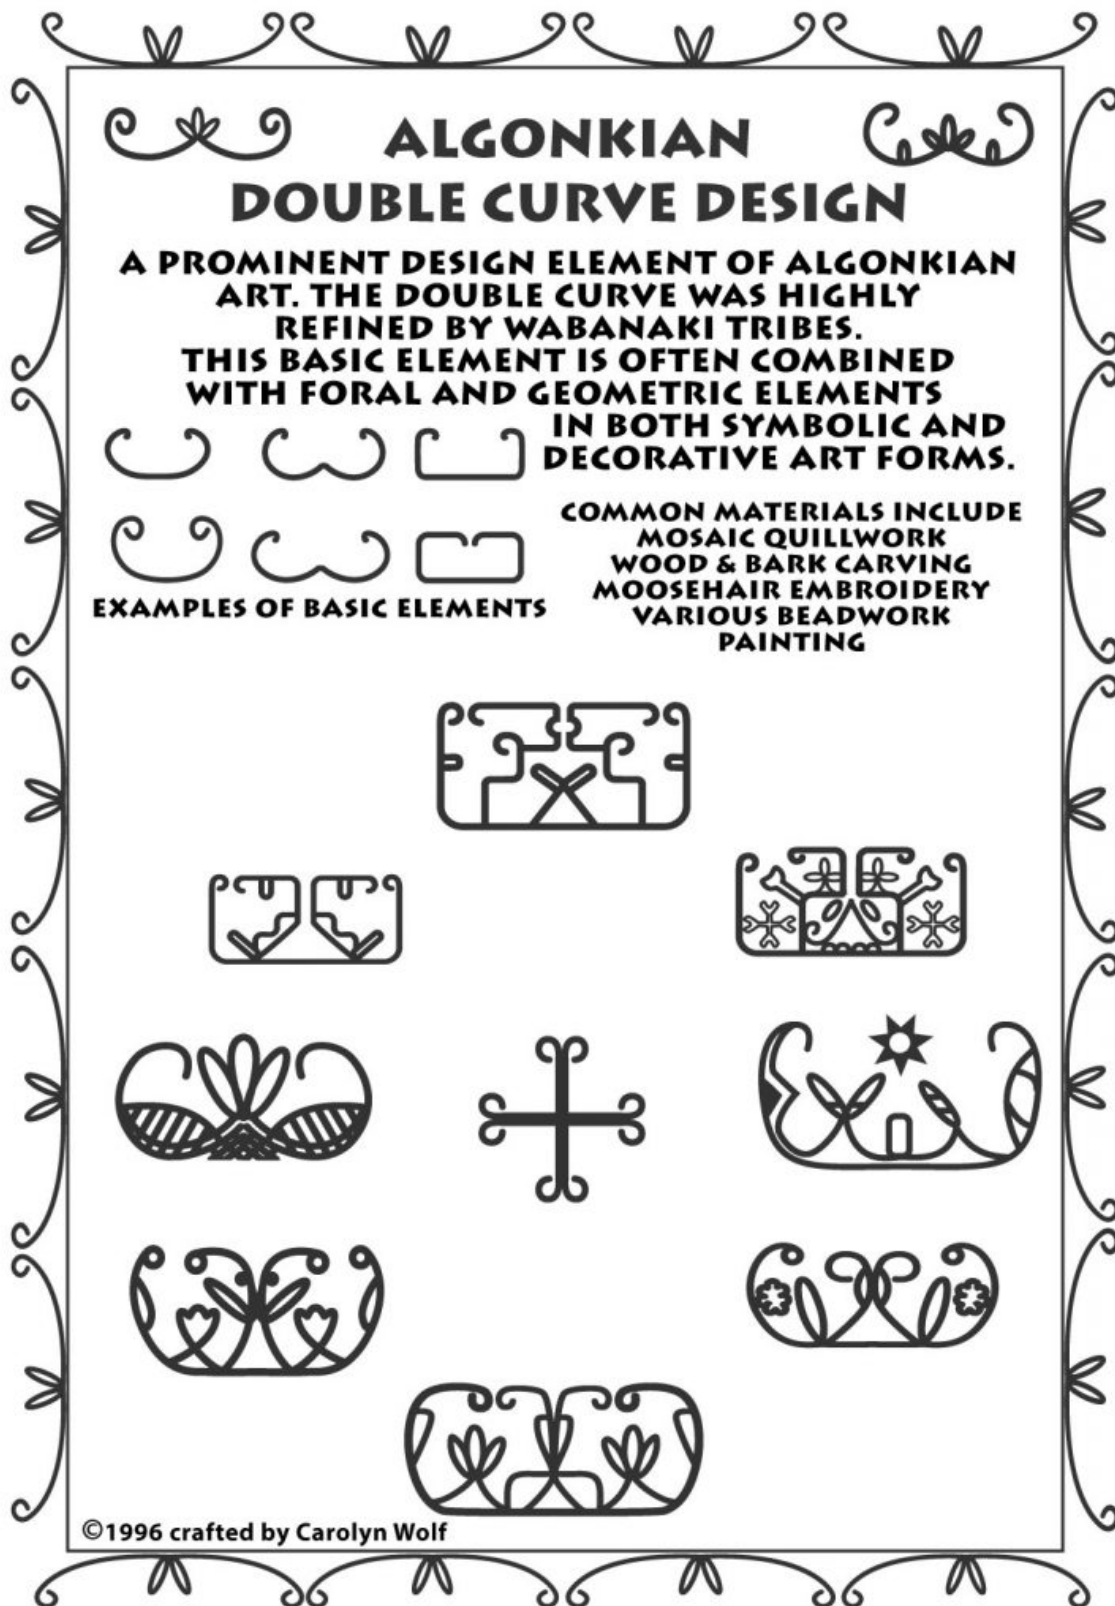 ALGONKIAN
DOUBLE CURVE DESIGN
A PROMINENT DESIGN ELEMENT OF ALGONKIAN
ART. THE DOUBLE CURVE WAS HIGHLY
REFINED BY WABANAKI TRIBES.
THIS BASIC ELEMENT IS OFTEN COMBINED
WITH FORAL AND GEOMETRIC ELEMENTS
IN BOTH SYMBOLIC AND
DECORATIVE ART FORMS.
COMMON MATERIALS INCLUDE
MOSAIC QUILLWORK
WOOD & BARK CARVING
MOOSEHAIR EMBROIDERY
VARIOUS BEADWORK
PAINTING
EXAMPLES OF BASIC ELEMENTS
©1996 crafted by Carolyn Wolf